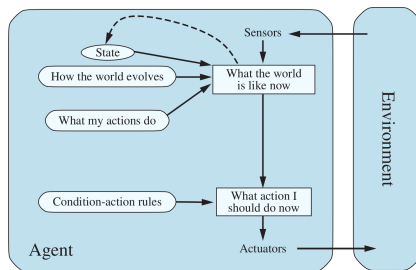 Sensors
State
How the world evolves
What the world
is like now
What my actions do
Condition-action rules
What action I
should do now
Agent
Actuators
Environment